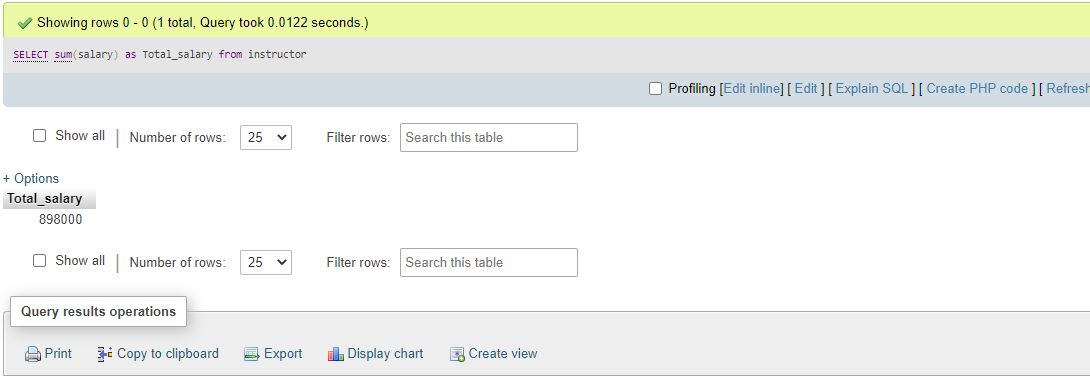 Showing rows 0 - 0 (1 total, Query took 0.0122 seconds.)
SELECT sum(salary) as Total_salary from instructor
Profiling [Edit inline] [ Edit ] [ Explain SQL ] [ Create PHP code ] [ Refresh
Show all | Number of rows: 25 Filter rows: Search this table
+ Options
Total_salary
898000
Show all | Number of rows: 25 Filter rows: Search this table
Query results operations
Print Copy to clipboard Export Display chart Create view